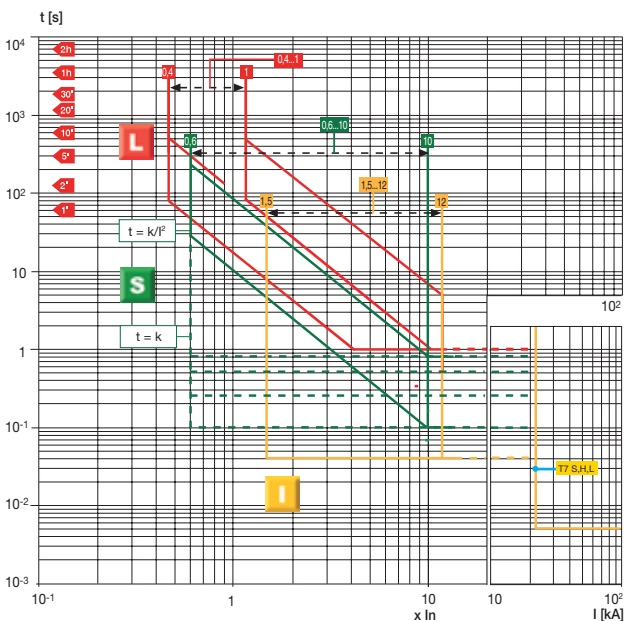 t [s]
10⁴
2h
1h
30'
20'
10³
10'
5'
2'
1'
10²
10
1
10⁻¹
10⁻²
10⁻³
0,4
0,4...1
1
L
0,6
0,6...10
10
1,5
1,5...12
12
t = k/I²
S
t = k
I
10²
T7 S,H,L
10⁻¹
1
10
x In
10
10²
I [kA]